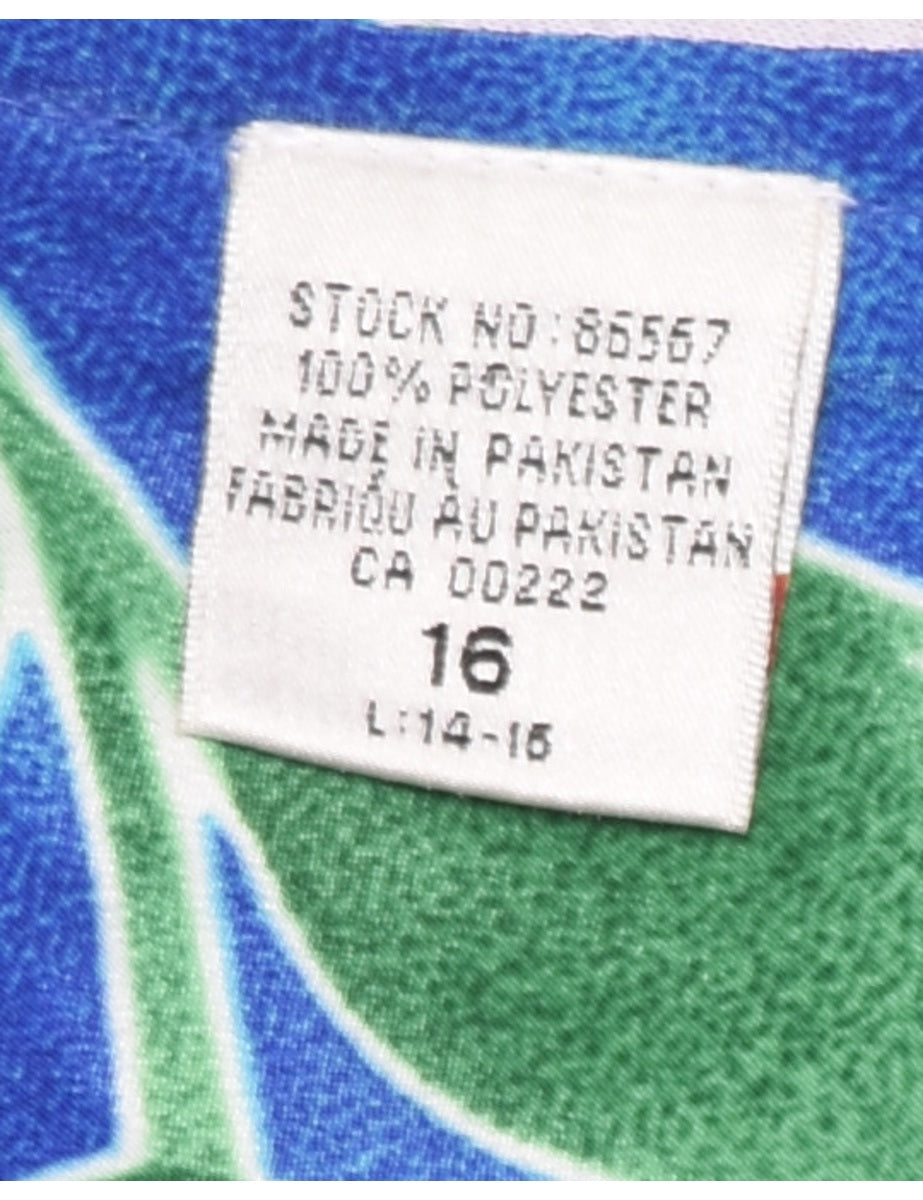 STOCK NO:86567
100% POLYESTER
MADE IN PAKISTAN
FABRIQU AU PAKISTAN
CA 00222
16
L:14-16